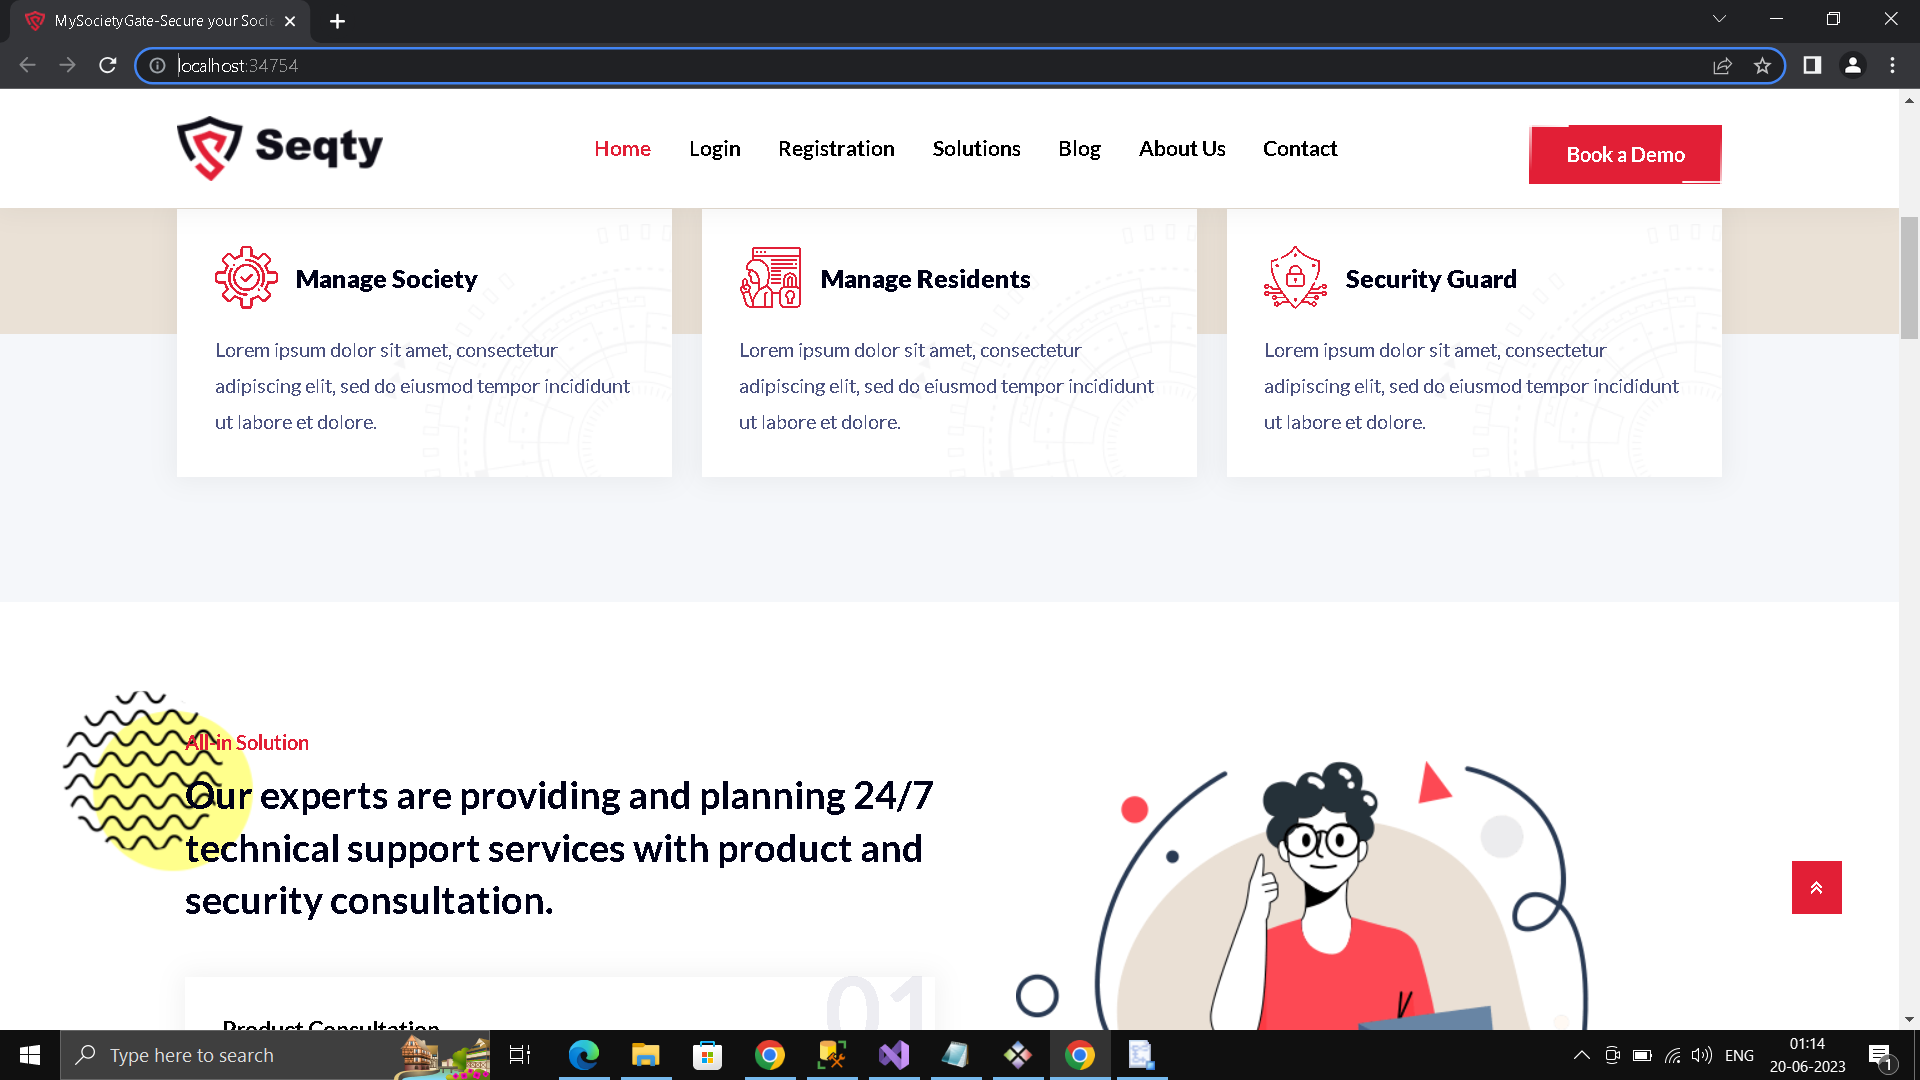 MySocietyGate-Secure your Socie
localhost:34754
Seqty
Home Login Registration Solutions Blog About Us Contact
Book a Demo
Manage Society
Lorem ipsum dolor sit amet, consectetur
adipiscing elit, sed do eiusmod tempor incididunt
ut labore et dolore.
Manage Residents
Lorem ipsum dolor sit amet, consectetur
adipiscing elit, sed do eiusmod tempor incididunt
ut labore et dolore.
Security Guard
Lorem ipsum dolor sit amet, consectetur
adipiscing elit, sed do eiusmod tempor incididunt
ut labore et dolore.
All-in Solution
Our experts are providing and planning 24/7
technical support services with product and
security consultation.
01
Product Consultation
Type here to search
ENG
01:14
20-06-2023
1